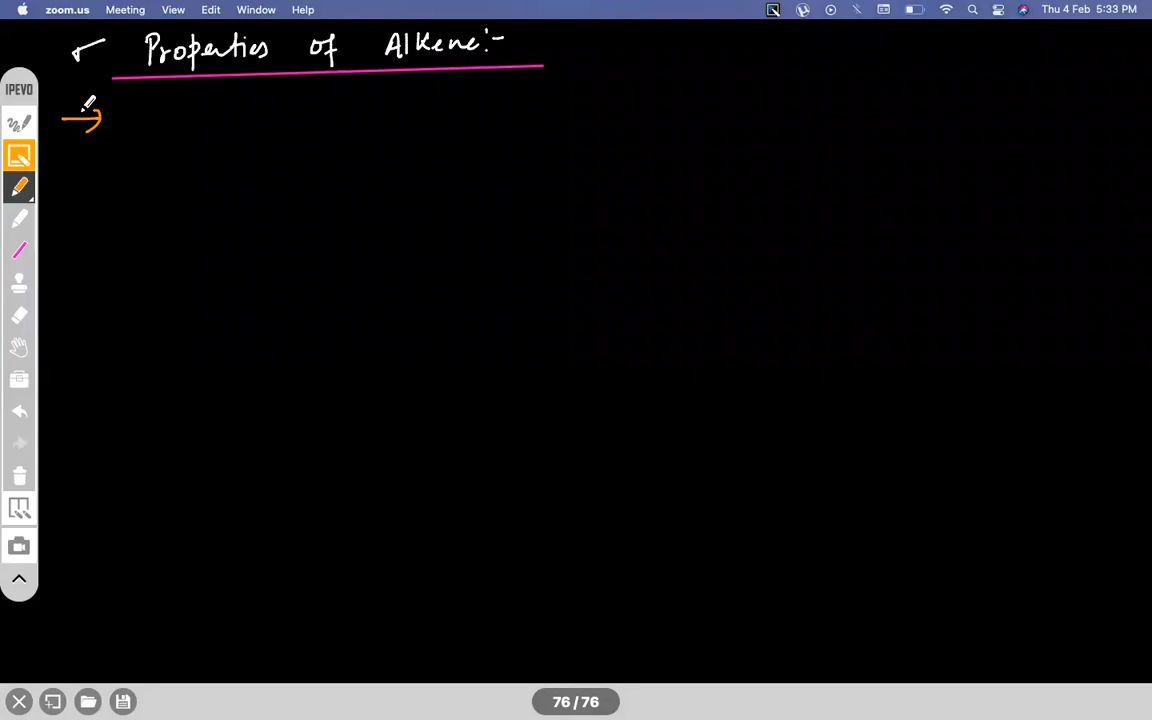 zoom.us Meeting View Edit Window Help Thu 4 Feb 5:33 PM
Properties of Alkene:-
IPEVO
76 / 76